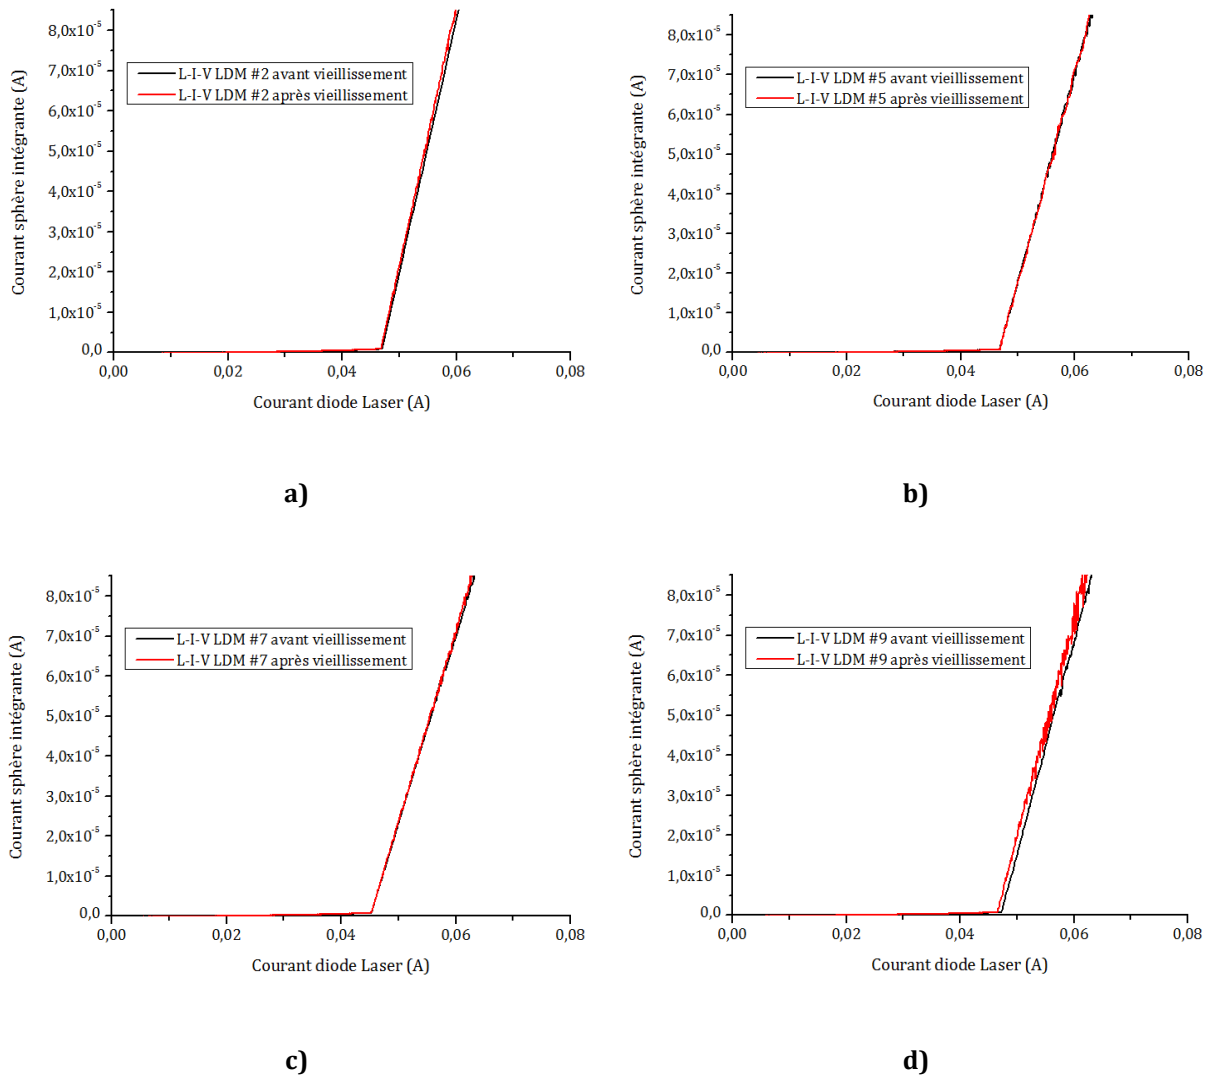 8,0x10⁻⁵
7,0x10⁻⁵
6,0x10⁻⁵
5,0x10⁻⁵
4,0x10⁻⁵
3,0x10⁻⁵
2,0x10⁻⁵
1,0x10⁻⁵
0,0
Courant sphère intégrante (A)
L-I-V LDM #2 avant vieillissement
L-I-V LDM #2 après vieillissement
0,00 0,02 0,04 0,06 0,08
Courant diode Laser (A)
a)
8,0x10⁻⁵
7,0x10⁻⁵
6,0x10⁻⁵
5,0x10⁻⁵
4,0x10⁻⁵
3,0x10⁻⁵
2,0x10⁻⁵
1,0x10⁻⁵
0,0
Courant sphère intégrante (A)
L-I-V LDM #5 avant vieillissement
L-I-V LDM #5 après vieillissement
0,00 0,02 0,04 0,06 0,08
Courant diode Laser (A)
b)
8,0x10⁻⁵
7,0x10⁻⁵
6,0x10⁻⁵
5,0x10⁻⁵
4,0x10⁻⁵
3,0x10⁻⁵
2,0x10⁻⁵
1,0x10⁻⁵
0,0
Courant sphère intégrante (A)
L-I-V LDM #7 avant vieillissement
L-I-V LDM #7 après vieillissement
0,00 0,02 0,04 0,06 0,08
Courant diode Laser (A)
c)
8,0x10⁻⁵
7,0x10⁻⁵
6,0x10⁻⁵
5,0x10⁻⁵
4,0x10⁻⁵
3,0x10⁻⁵
2,0x10⁻⁵
1,0x10⁻⁵
0,0
Courant sphère intégrante (A)
L-I-V LDM #9 avant vieillissement
L-I-V LDM #9 après vieillissement
0,00 0,02 0,04 0,06 0,08
Courant diode Laser (A)
d)